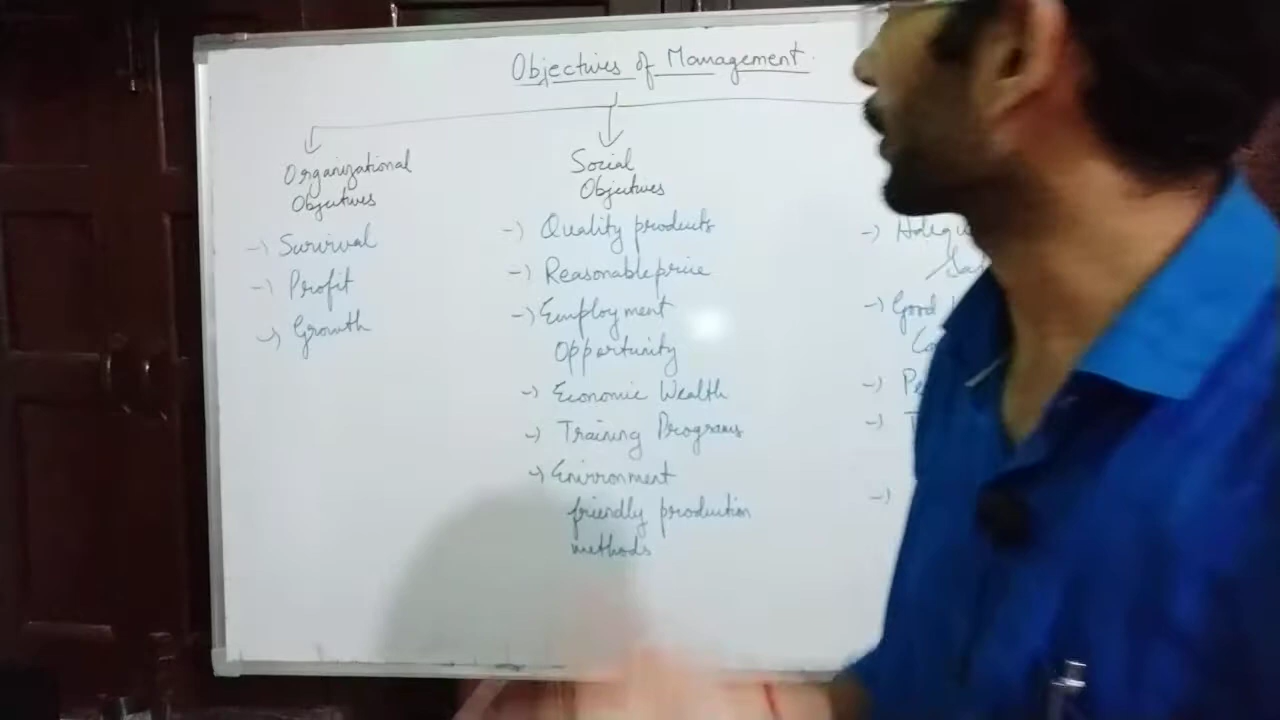 Objectives of Management.
Organizational
Objectives
-) Survival
-) Profit
-) Growth
Social
Objectives
-) Quality products
-) Reasonable price
-) Employment
Opportunity
-) Economic Wealth
-) Training Programs
-) Environment
friendly production
methods
-)
-) Good
-)
-)
-)